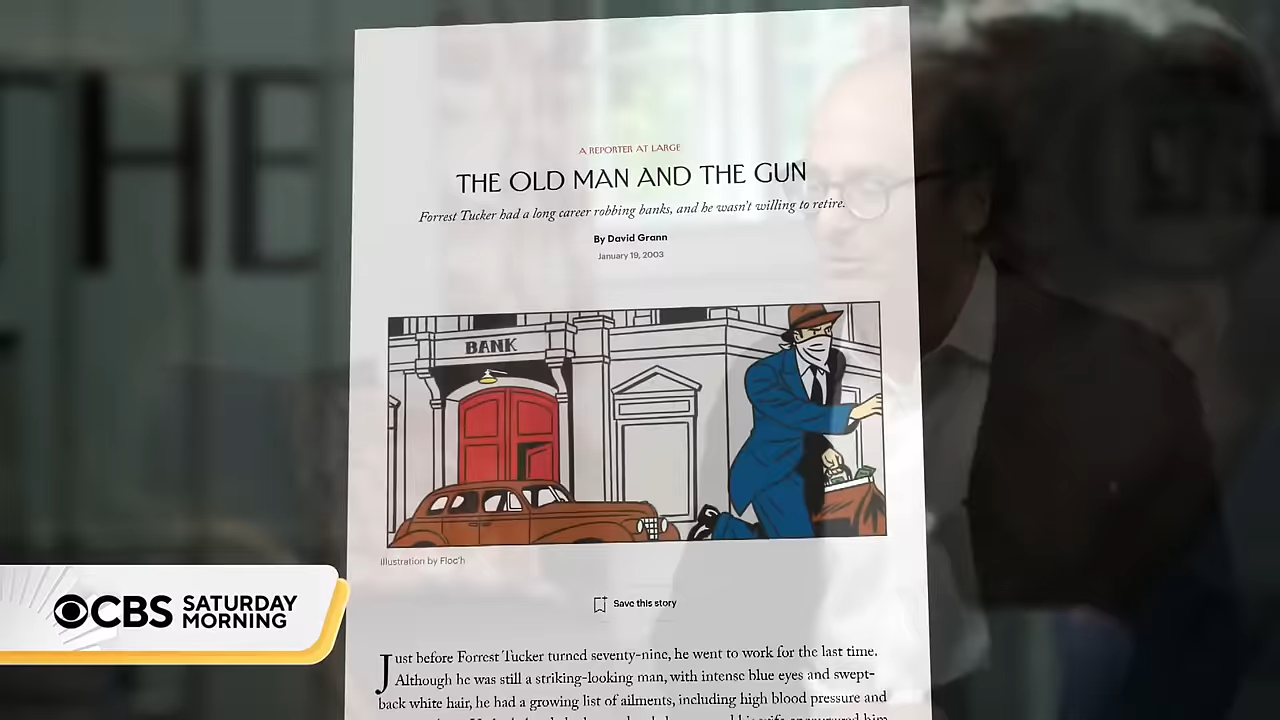 THE
A REPORTER AT LARGE
THE OLD MAN AND THE GUN
Forrest Tucker had a long career robbing banks, and he wasn't willing to retire.
By David Grann
January 19, 2003
BANK
Illustration by Floc'h
Save this story
Just before Forrest Tucker turned seventy-nine, he went to work for the last time.
Although he was still a striking-looking man, with intense blue eyes and swept-
back white hair, he had a growing list of ailments, including high blood pressure and
CBS SATURDAY
MORNING